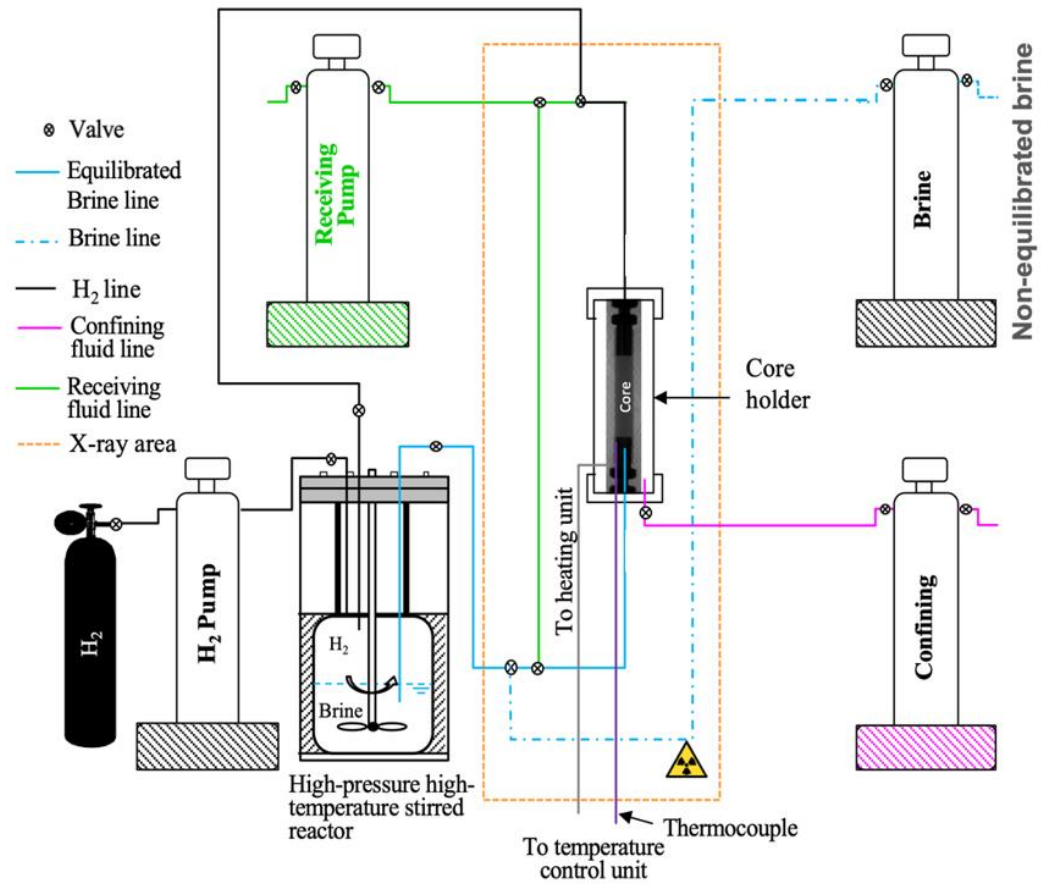 Valve
Equilibrated
Brine line
Brine line
H₂ line
Confining
fluid line
Receiving
fluid line
X-ray area
Receiving
Pump
Brine
Non-equilibrated brine
Core
Core
holder
To heating unit
H₂
H₂ Pump
H₂
Brine
Confining
High-pressure high-
temperature stirred
reactor
Thermocouple
To temperature
control unit